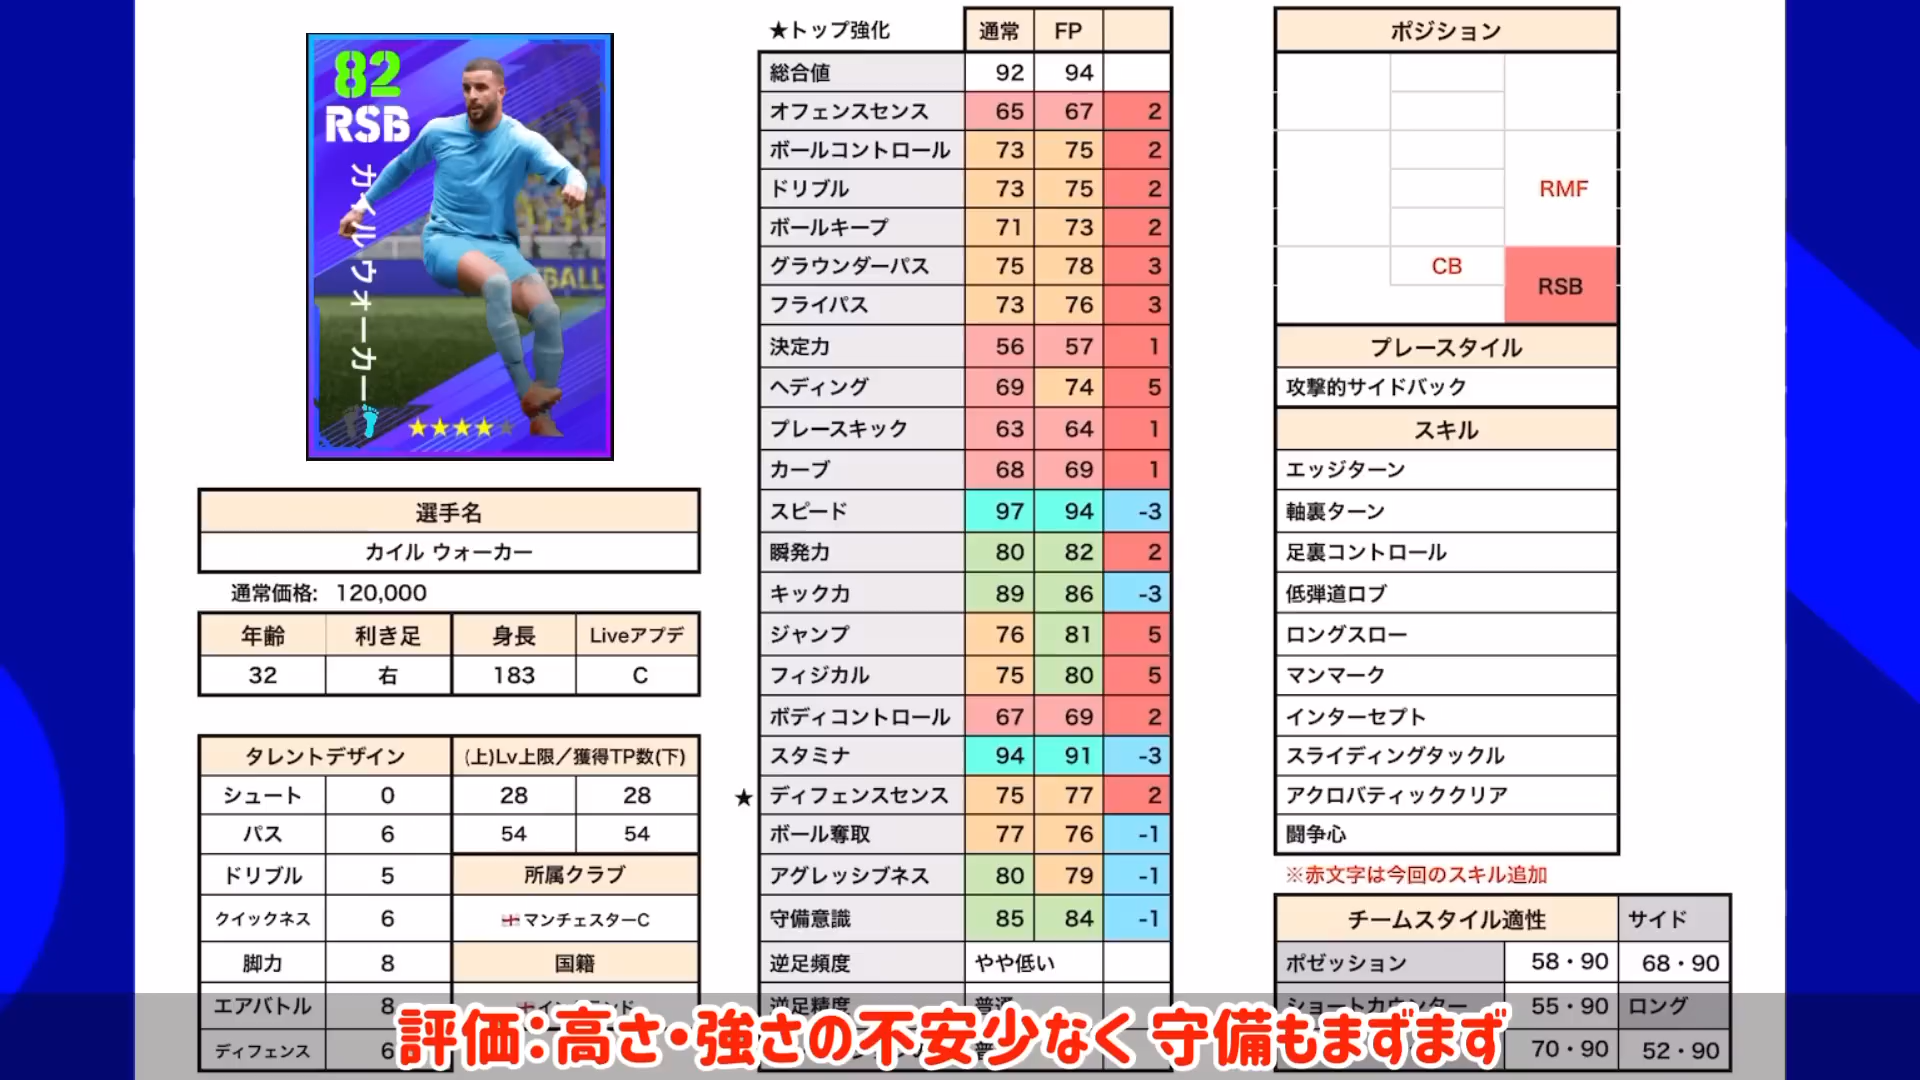 82
RSB
カイル ウォーカー
★★★★★
BALL
選手名
カイル ウォーカー
通常価格: 120,000
年齢 利き足 身長 Liveアプデ
32 右 183 C
タレントデザイン (上)Lv上限／獲得TP数(下)
シュート 0 28 28
パス 6 54 54
ドリブル 5 所属クラブ
クイックネス 6 マンチェスターC
脚力 8 国籍
エアバトル 8
ディフェンス 6
★トップ強化 通常 FP
総合値 92 94
オフェンスセンス 65 67 2
ボールコントロール 73 75 2
ドリブル 73 75 2
ボールキープ 71 73 2
グラウンダーパス 75 78 3
フライパス 73 76 3
決定力 56 57 1
ヘディング 69 74 5
プレースキック 63 64 1
カーブ 68 69 1
スピード 97 94 -3
瞬発力 80 82 2
キック力 89 86 -3
ジャンプ 76 81 5
フィジカル 75 80 5
ボディコントロール 67 69 2
スタミナ 94 91 -3
★ ディフェンスセンス 75 77 2
ボール奪取 77 76 -1
アグレッシブネス 80 79 -1
守備意識 85 84 -1
逆足頻度 やや低い
逆足精度 普通
ポジション
RMF
CB
RSB
プレースタイル
攻撃的サイドバック
スキル
エッジターン
軸裏ターン
足裏コントロール
低弾道ロブ
ロングスロー
マンマーク
インターセプト
スライディングタックル
アクロバティッククリア
闘争心
※赤文字は今回のスキル追加
チームスタイル適性 サイド
ポゼッション 58・90 68・90
ショートカウンター 55・90 ロング
70・90 52・90
評価：高さ・強さの不安少なく 守備もまずまず